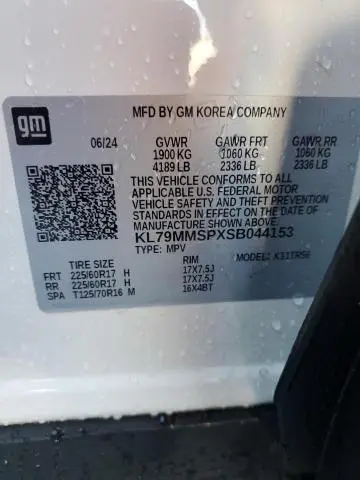 gm
MFD BY GM KOREA COMPANY
06/24 GVWR GAWR FRT GAWR RR
1900 KG 1060 KG 1060 KG
4189 LB 2336 LB 2336 LB
THIS VEHICLE CONFORMS TO ALL
APPLICABLE U.S. FEDERAL MOTOR
VEHICLE SAFETY AND THEFT PREVENTION
STANDARDS IN EFFECT ON THE DATE OF
MANUFACTURE SHOWN ABOVE.
KL79MMSPXSB044153
TYPE: MPV
TIRE SIZE RIM MODEL:
FRT 225/60R17 H 17X7.5J
RR 225/60R17 H 17X7.5J
SPA T125/70R16 M 16X4BT